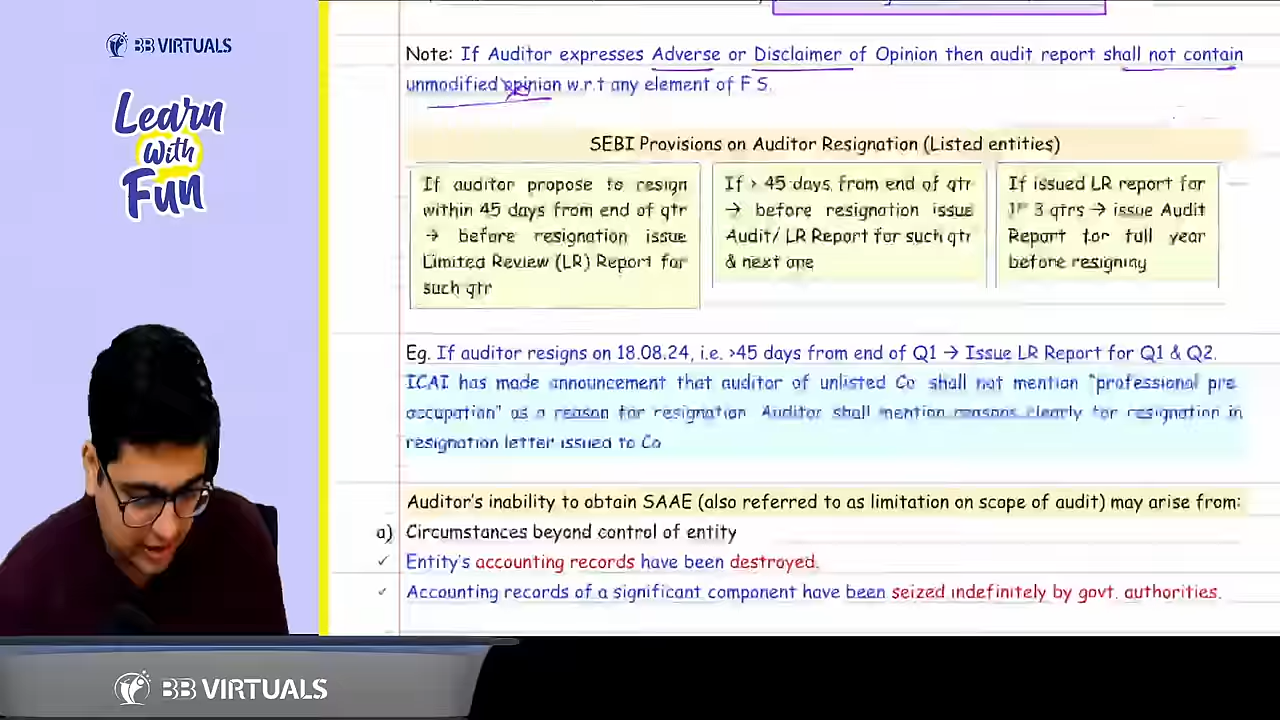 BB VIRTUALS
Learn
With
Fun
Note: If Auditor expresses Adverse or Disclaimer of Opinion then audit report shall not contain
unmodified opinion w.r.t any element of F S.
SEBI Provisions on Auditor Resignation (Listed entities)
If auditor propose to resign
within 45 days from end of qtr
→ before resignation issue
Limited Review (LR) Report for
such qtr
If > 45 days from end of qtr
→ before resignation issue
Audit/ LR Report for such qtr
& next one
If issued LR report for
1st 3 qtrs → issue Audit
Report for full year
before resigning
Eg. If auditor resigns on 18.08.24, i.e. >45 days from end of Q1 → Issue LR Report for Q1 & Q2.
ICAI has made announcement that auditor of unlisted Co shall not mention "professional pre
occupation" as a reason for resignation Auditor shall mention reasons clearly for resignation in
resignation letter issued to Co
Auditor's inability to obtain SAAE (also referred to as limitation on scope of audit) may arise from:
a) Circumstances beyond control of entity
✓ Entity's accounting records have been destroyed.
✓ Accounting records of a significant component have been seized indefinitely by govt. authorities.
BB VIRTUALS